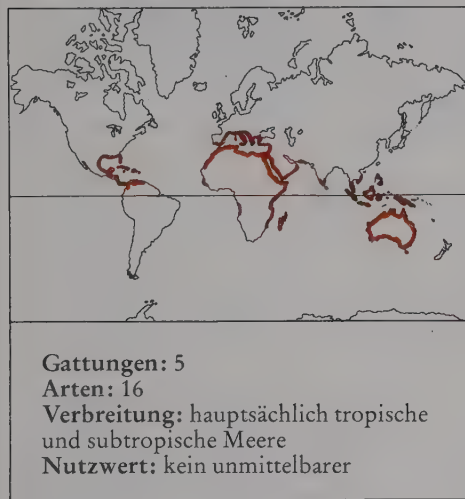 Gattungen: 5
Arten: 16
Verbreitung: hauptsächlich tropische
und subtropische Meere
Nutzwert: kein unmittelbarer